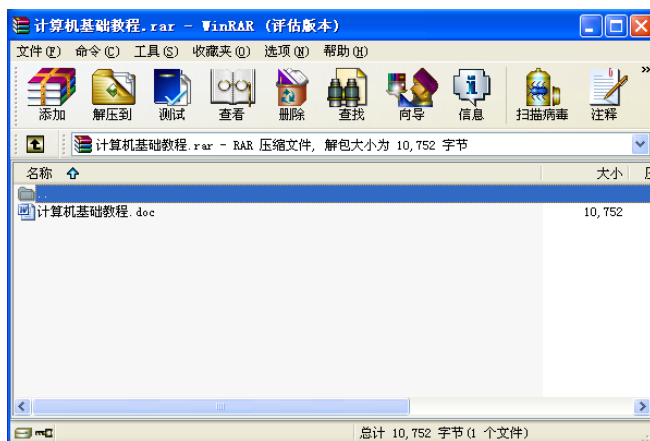 计算机基础教程.rar - WinRAR (评估版本)
文件(F) 命令(C) 工具(S) 收藏夹(O) 选项(N) 帮助(H)
添加 解压到 测试 查看 删除 查找 向导 信息 扫描病毒 注释
计算机基础教程.rar - RAR 压缩文件, 解包大小为 10,752 字节
名称 大小
..
计算机基础教程.doc 10,752
总计 10,752 字节(1 个文件)